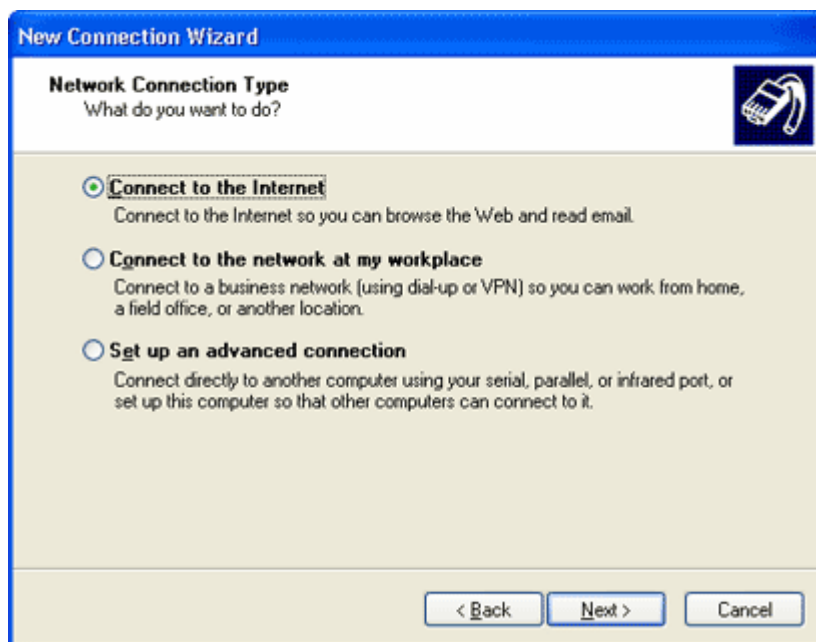 New Connection Wizard
Network Connection Type
What do you want to do?
Connect to the Internet
Connect to the Internet so you can browse the Web and read email.
Connect to the network at my workplace
Connect to a business network (using dial-up or VPN) so you can work from home,
a field office, or another location.
Set up an advanced connection
Connect directly to another computer using your serial, parallel, or infrared port, or
set up this computer so that other computers can connect to it.
< Back
Next >
Cancel